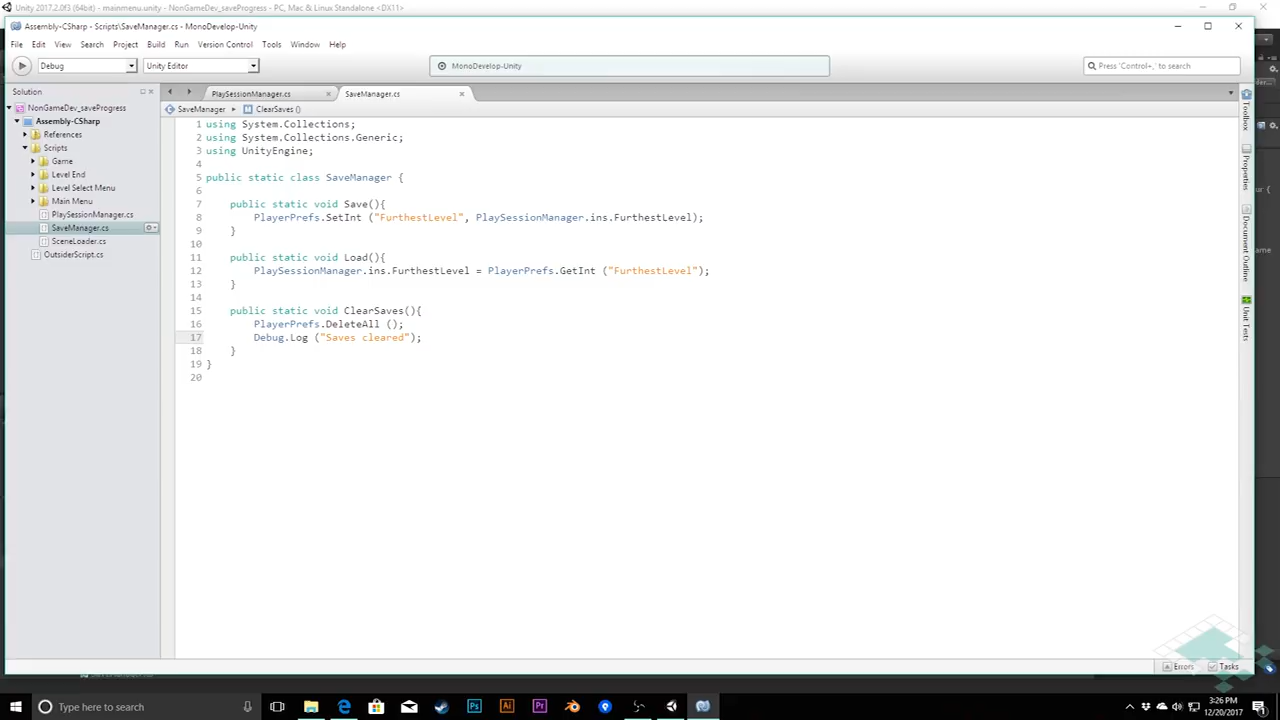 Unity 2017.2.0f3 (64bit) - mainmenu.unity - NonGameDev_saveProgress - PC, Mac & Linux Standalone <DX11>
Assembly-CSharp - Scripts\SaveManager.cs - MonoDevelop-Unity
File Edit View Search Project Build Run Version Control Tools Window Help
Debug Unity Editor MonoDevelop-Unity Press 'Control+,' to search
Solution PlaySessionManager.cs SaveManager.cs
SaveManager ClearSaves ()
NonGameDev_saveProgress
Assembly-CSharp
References
Scripts
Game
Level End
Level Select Menu
Main Menu
PlaySessionManager.cs
SaveManager.cs
SceneLoader.cs
OutsiderScript.cs
1 using System.Collections;
2 using System.Collections.Generic;
3 using UnityEngine;
4
5 public static class SaveManager {
6
7 public static void Save(){
8 PlayerPrefs.SetInt ("FurthestLevel", PlaySessionManager.ins.FurthestLevel);
9 }
10
11 public static void Load(){
12 PlaySessionManager.ins.FurthestLevel = PlayerPrefs.GetInt ("FurthestLevel");
13 }
14
15 public static void ClearSaves(){
16 PlayerPrefs.DeleteAll ();
17 Debug.Log ("Saves cleared");
18 }
19 }
20
Toolbox
Properties
Document Outline
Unit Tests
Errors Tasks
Type here to search
3:26 PM
12/20/2017